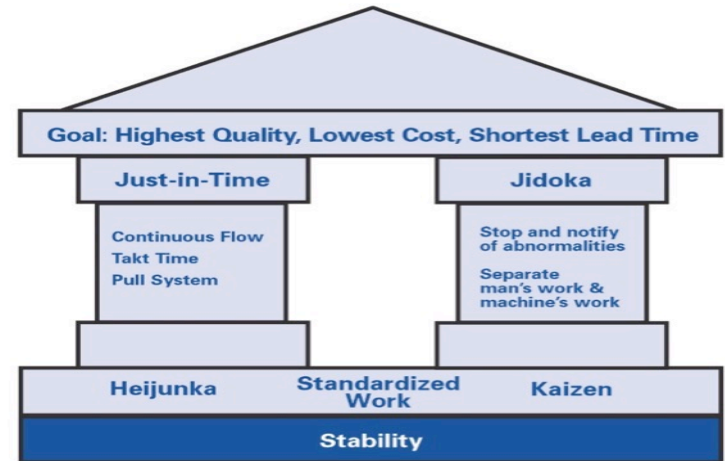 Goal: Highest Quality, Lowest Cost, Shortest Lead Time
Just-in-Time
Continuous Flow
Takt Time
Pull System
Jidoka
Stop and notify
of abnormalities
Separate
man's work &
machine's work
Heijunka
Standardized
Work
Kaizen
Stability